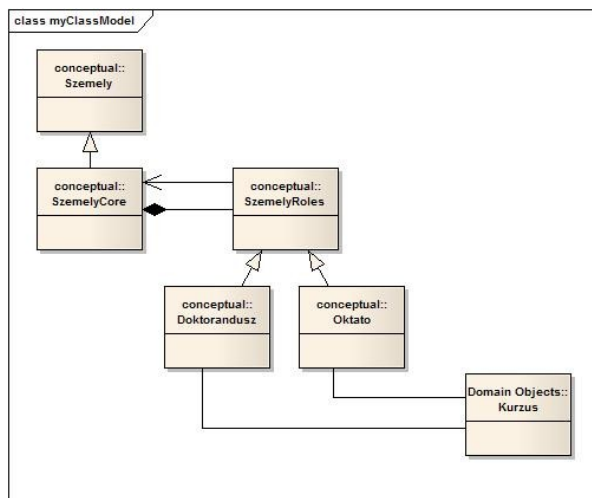 class myClassModel
conceptual::
Szemely
conceptual::
SzemelyCore
conceptual::
SzemelyRoles
conceptual::
Doktorandusz
conceptual::
Oktato
Domain Objects::
Kurzus